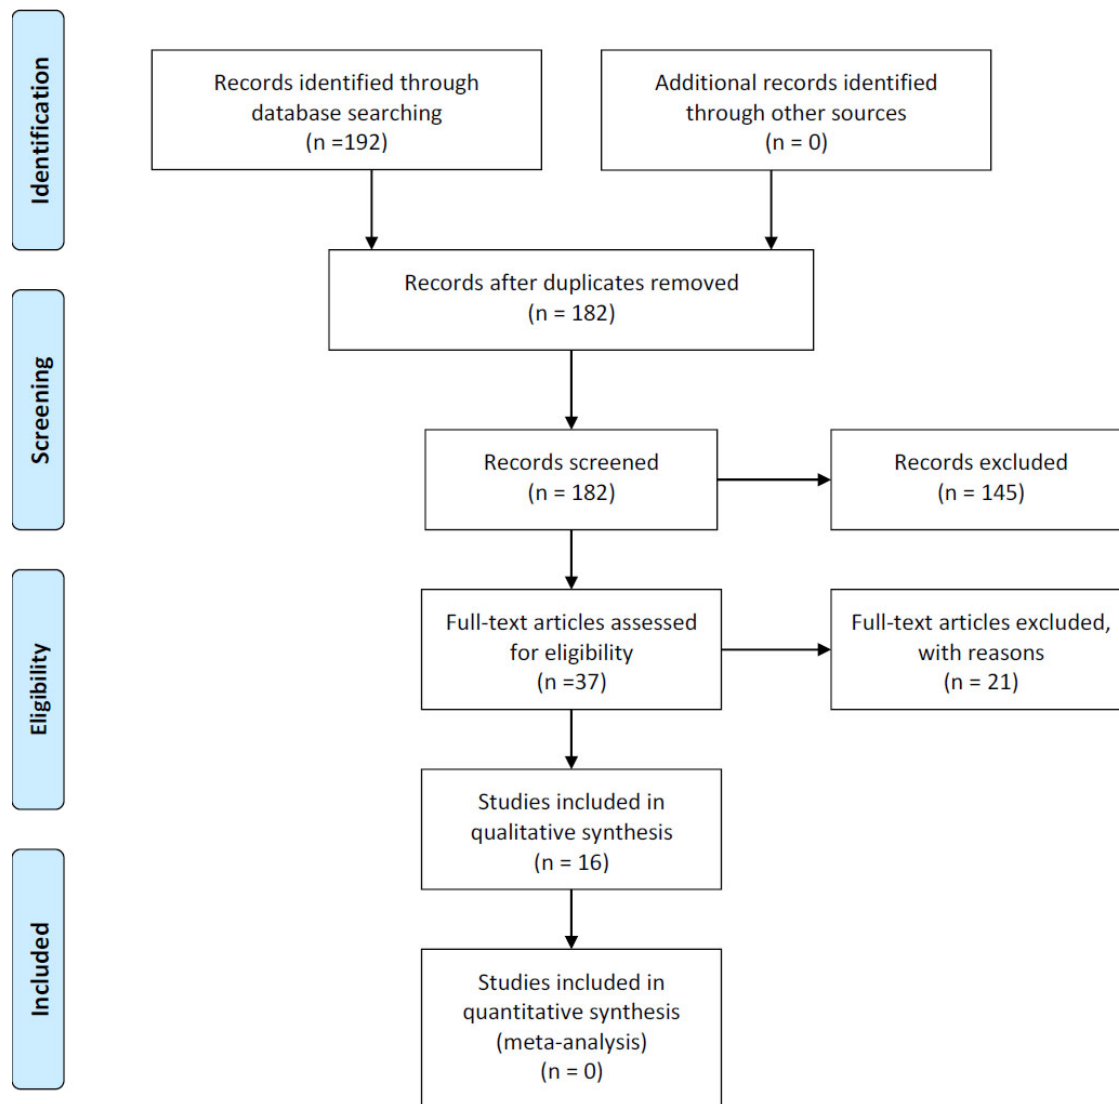 Identification
Records identified through
database searching
(n =192)
Additional records identified
through other sources
(n = 0)
Records after duplicates removed
(n = 182)
Screening
Records screened
(n = 182)
Records excluded
(n = 145)
Eligibility
Full-text articles assessed
for eligibility
(n =37)
Full-text articles excluded,
with reasons
(n = 21)
Studies included in
qualitative synthesis
(n = 16)
Included
Studies included in
quantitative synthesis
(meta-analysis)
(n = 0)